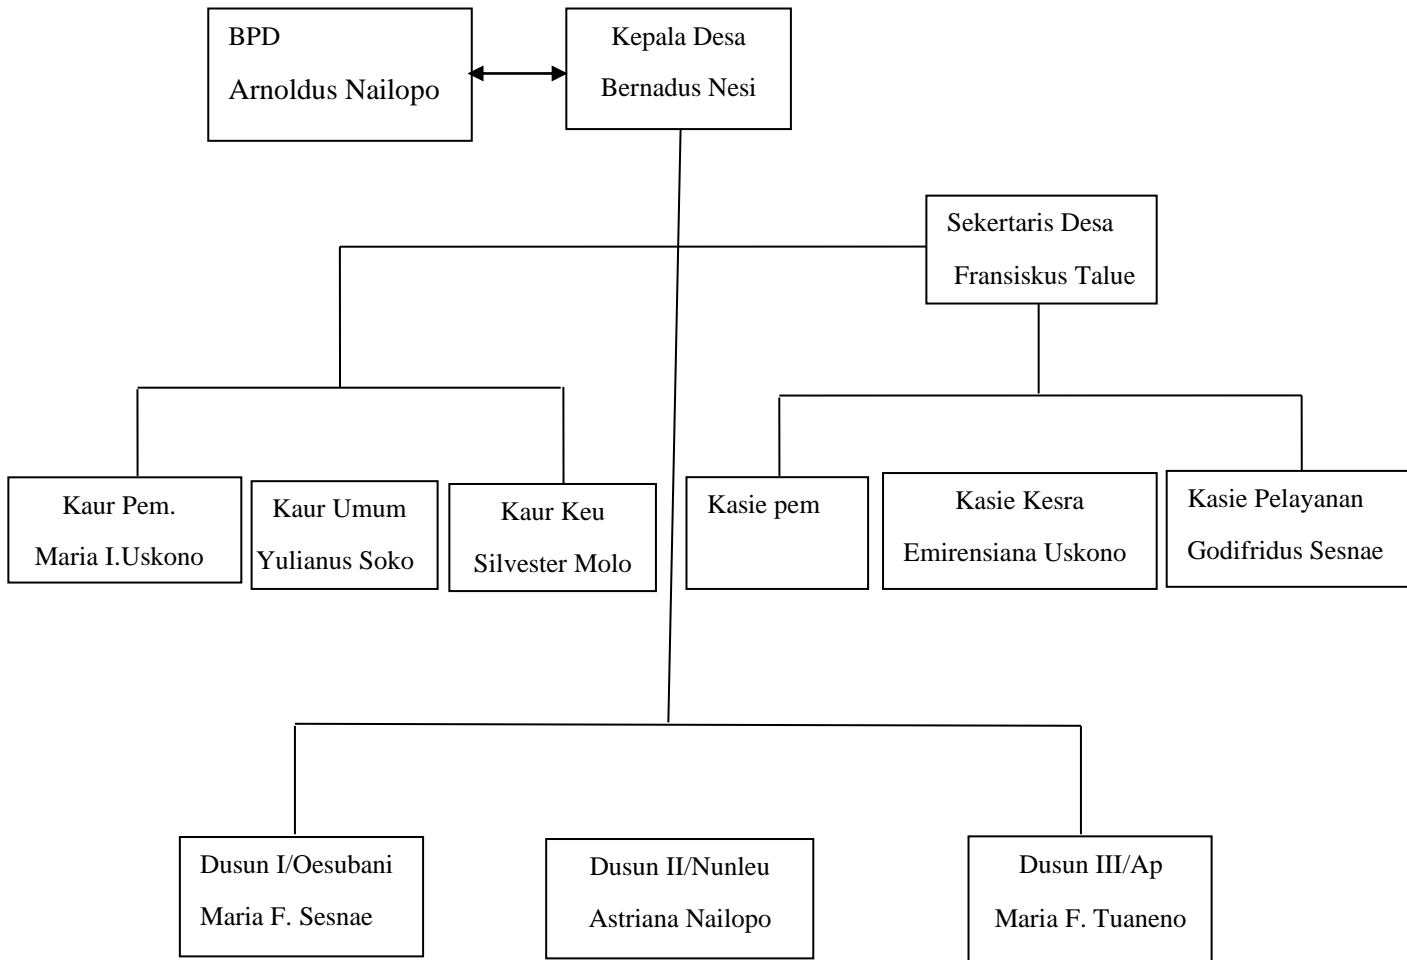 BPD
Arnoldus Nailopo
Kepala Desa
Bernadus Nesi
Sekertaris Desa
Fransiskus Talue
Kaur Pem.
Maria I.Uskono
Kaur Umum
Yulianus Soko
Kaur Keu
Silvester Molo
Kasie pem
Kasie Kesra
Emirensiana Uskono
Kasie Pelayanan
Godifridus Sesnae
Dusun I/Oesubani
Maria F. Sesnae
Dusun II/Nunleu
Astriana Nailopo
Dusun III/Ap
Maria F. Tuaneno